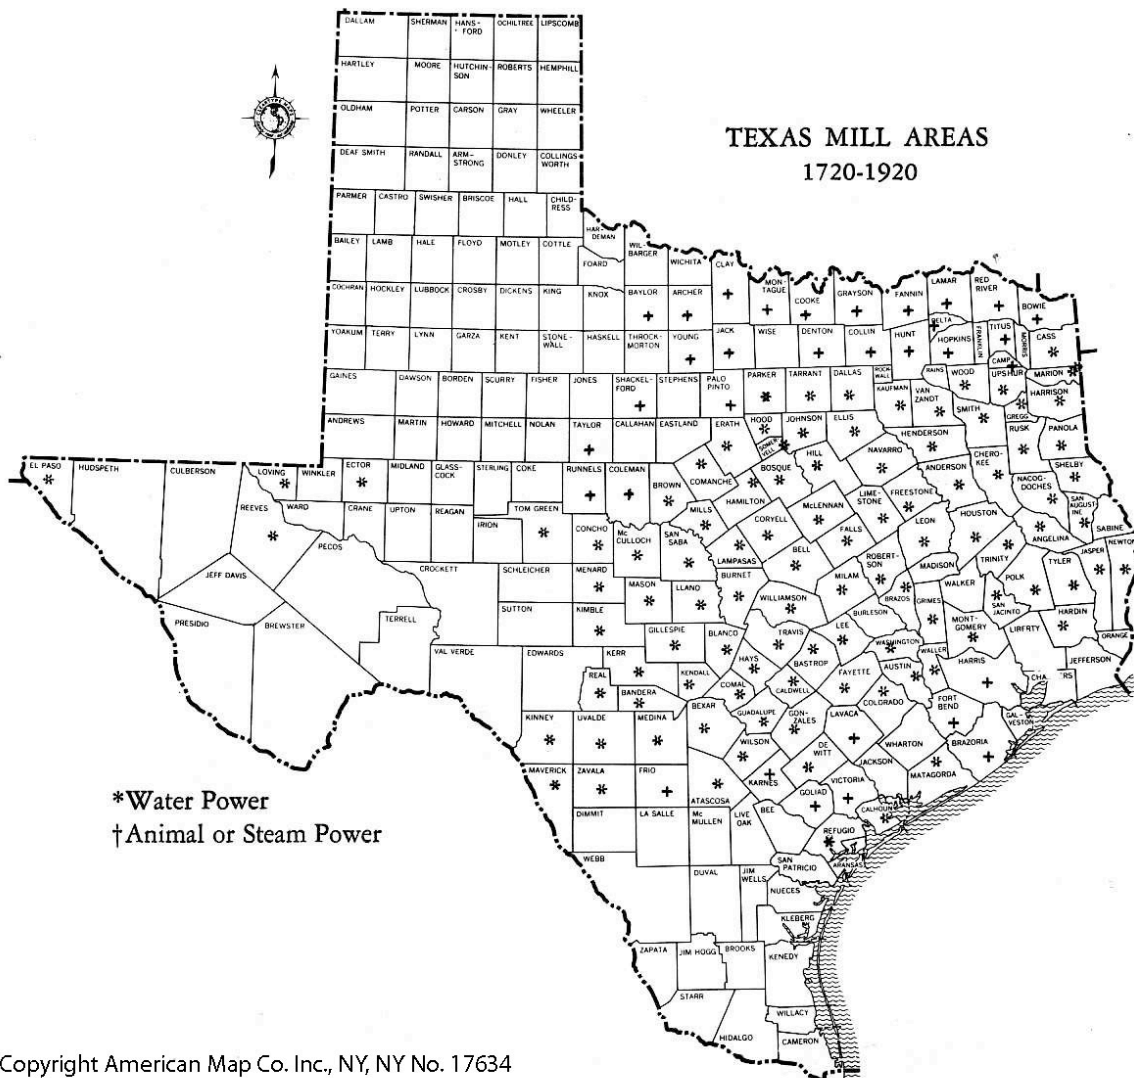 TEXAS MILL AREAS
1720-1920
DALLAM
SHERMAN
HANS-
FORD
OCHILTREE
LIPSCOMB
HARTLEY
MOORE
HUTCHIN-
SON
ROBERTS
HEMPHILL
OLDHAM
POTTER
CARSON
GRAY
WHEELER
DEAF SMITH
RANDALL
ARM-
STRONG
DONLEY
COLLINGS-
WORTH
PARMER
CASTRO
SWISHER
BRISCOE
HALL
CHILD-
RESS
HAR-
DEMAN
BAILEY
LAMB
HALE
FLOYD
MOTLEY
COTTLE
FOARD
WIL-
BARGER
WICHITA
CLAY
MON-
TAGUE
COOKE
GRAYSON
FANNIN
LAMAR
RED
RIVER
BOWIE
COCHRAN
HOCKLEY
LUBBOCK
CROSBY
DICKENS
KING
KNOX
BAYLOR
ARCHER
YOAKUM
TERRY
LYNN
GARZA
KENT
STONE-
WALL
HASKELL
THROCK-
MORTON
YOUNG
JACK
WISE
DENTON
COLLIN
HUNT
DELTA
HOPKINS
FRANKLIN
TITUS
MORRIS
CASS
CAMP
GAINES
DAWSON
BORDEN
SCURRY
FISHER
JONES
SHACKEL-
FORD
STEPHENS
PALO
PINTO
PARKER
TARRANT
DALLAS
ROCK-
WALL
KAUFMAN
RAINS
VAN
ZANDT
WOOD
UPSHUR
MARION
HARRISON
GREGG
SMITH
ANDREWS
MARTIN
HOWARD
MITCHELL
NOLAN
TAYLOR
CALLAHAN
EASTLAND
ERATH
HOOD
SOMER-
VELL
JOHNSON
ELLIS
HENDERSON
RUSK
PANOLA
EL PASO
HUDSPETH
CULBERSON
LOVING
WINKLER
ECTOR
MIDLAND
GLASS-
COCK
STERLING
COKE
RUNNELS
COLEMAN
BROWN
COMANCHE
BOSQUE
HILL
NAVARRO
ANDERSON
CHERO-
KEE
NACOG-
DOCHES
SHELBY
SAN
AUGUST-
INE
SABINE
REEVES
WARD
CRANE
UPTON
REAGAN
IRION
TOM GREEN
CONCHO
Mc
CULLOCH
SAN
SABA
MILLS
HAMILTON
CORYELL
McLENNAN
LIME-
STONE
FREESTONE
LEON
HOUSTON
ANGELINA
JASPER
NEWTON
JEFF DAVIS
PECOS
CROCKETT
SCHLEICHER
MENARD
MASON
LLANO
LAMPASAS
BURNET
BELL
FALLS
ROBERT-
SON
MADISON
WALKER
TRINITY
POLK
TYLER
PRESIDIO
BREWSTER
TERRELL
VAL VERDE
SUTTON
KIMBLE
GILLESPIE
BLANCO
WILLIAMSON
MILAM
BURLESON
BRAZOS
GRIMES
SAN
JACINTO
MONT-
GOMERY
LIBERTY
HARDIN
ORANGE
JEFFERSON
EDWARDS
KERR
REAL
BANDERA
KENDALL
HAYS
TRAVIS
BASTROP
LEE
WASHINGTON
WALLER
HARRIS
COMAL
CALDWELL
FAYETTE
AUSTIN
COLORADO
FORT
BEND
GAL-
VESTON
KINNEY
UVALDE
MEDINA
BEXAR
GUADALUPE
GON-
ZALES
LAVACA
WHARTON
BRAZORIA
MAVERICK
ZAVALA
FRIO
ATASCOSA
WILSON
KARNES
DE
WITT
JACKSON
MATAGORDA
VICTORIA
GOLIAD
CALHOUN
DIMMIT
LA SALLE
Mc
MULLEN
LIVE
OAK
BEE
REFUGIO
ARANSAS
SAN
PATRICIO
WEBB
DUVAL
JIM
WELLS
NUECES
KLEBERG
ZAPATA
JIM HOGG
BROOKS
KENEDY
STARR
HIDALGO
WILLACY
CAMERON
*Water Power
†Animal or Steam Power
Copyright American Map Co. Inc., NY, NY No. 17634